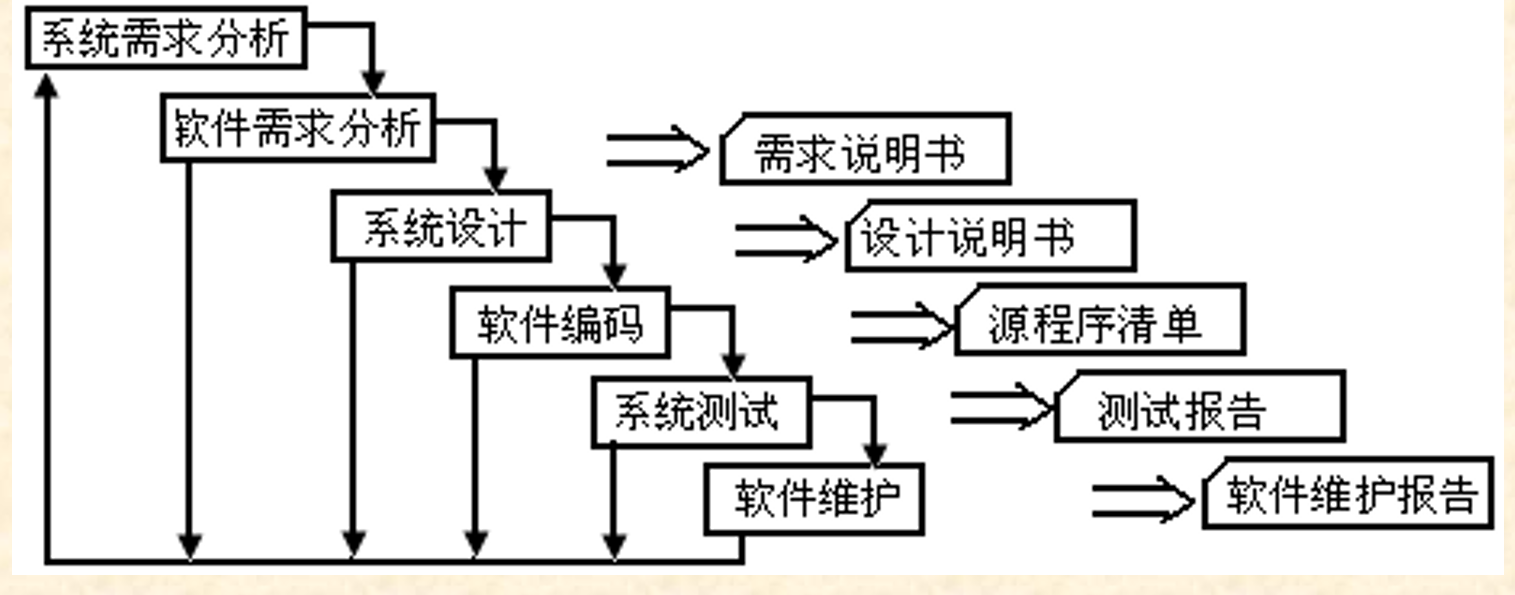 系统需求分析
软件需求分析
需求说明书
系统设计
设计说明书
软件编码
源程序清单
系统测试
测试报告
软件维护
软件维护报告